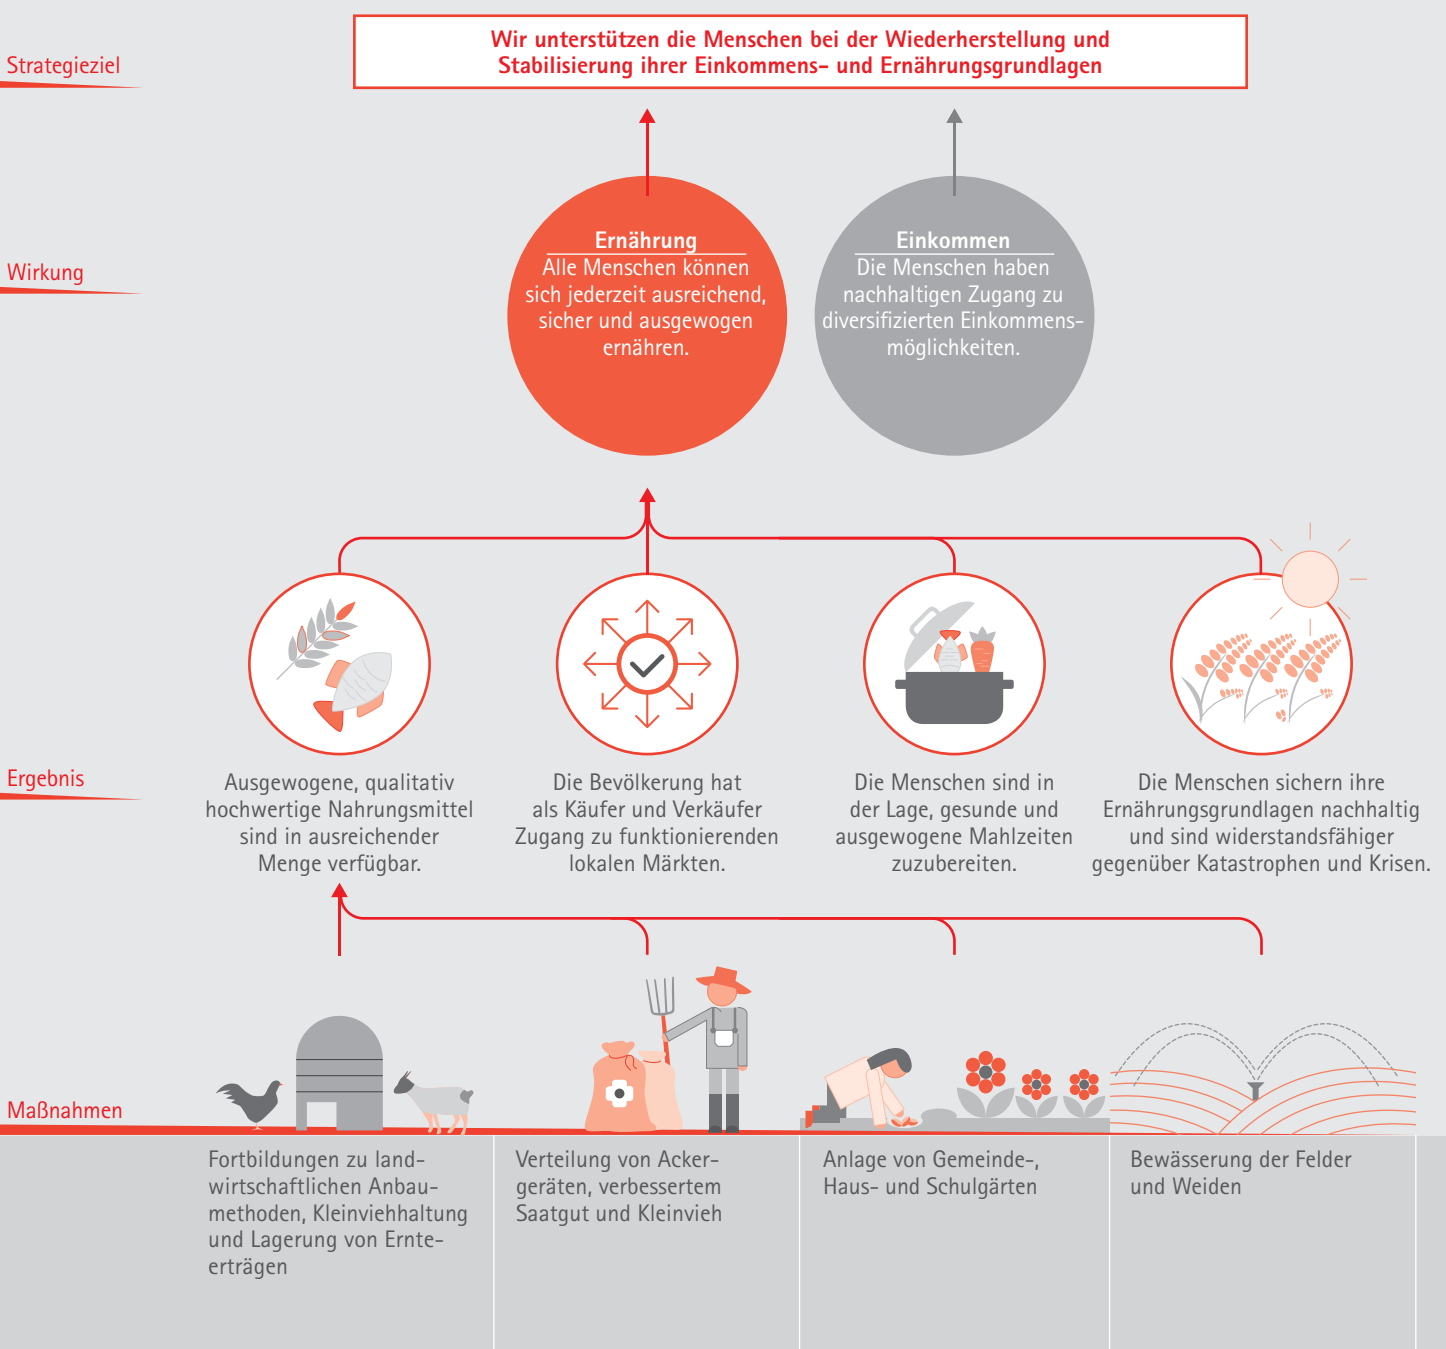 Strategieziel
Wir unterstützen die Menschen bei der Wiederherstellung und
Stabilisierung ihrer Einkommens- und Ernährungsgrundlagen
Wirkung
Ernährung
Alle Menschen können
sich jederzeit ausreichend,
sicher und ausgewogen
ernähren.
Einkommen
Die Menschen haben
nachhaltigen Zugang zu
diversifizierten Einkommens-
möglichkeiten.
Ergebnis
Ausgewogene, qualitativ
hochwertige Nahrungsmittel
sind in ausreichender
Menge verfügbar.
Die Bevölkerung hat
als Käufer und Verkäufer
Zugang zu funktionierenden
lokalen Märkten.
Die Menschen sind in
der Lage, gesunde und
ausgewogene Mahlzeiten
zuzubereiten.
Die Menschen sichern ihre
Ernährungsgrundlagen nachhaltig
und sind widerstandsfähiger
gegenüber Katastrophen und Krisen.
Maßnahmen
Fortbildungen zu land-
wirtschaftlichen Anbau-
methoden, Kleinviehhaltung
und Lagerung von Ernte-
erträgen
Verteilung von Acker-
geräten, verbessertem
Saatgut und Kleinvieh
Anlage von Gemeinde-,
Haus- und Schulgärten
Bewässerung der Felder
und Weiden